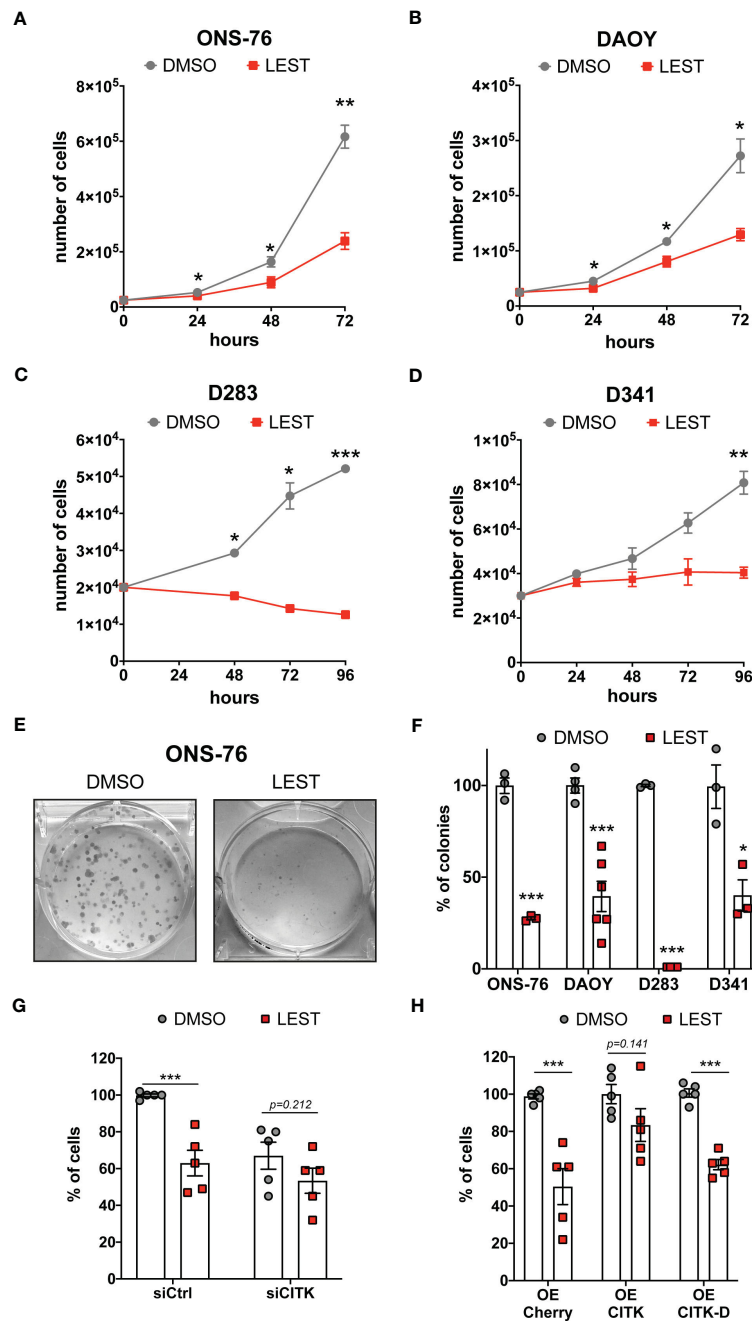 A
ONS-76
DMSO LEST
8×10⁵
6×10⁵
4×10⁵
2×10⁵
0
number of cells
* * **
0 24 48 72
hours
B
DAOY
DMSO LEST
4×10⁵
3×10⁵
2×10⁵
1×10⁵
0
number of cells
* * *
0 24 48 72
hours
C
D283
DMSO LEST
6×10⁴
5×10⁴
4×10⁴
3×10⁴
2×10⁴
1×10⁴
0
number of cells
* * ***
0 24 48 72 96
hours
D
D341
DMSO LEST
1×10⁵
8×10⁴
6×10⁴
4×10⁴
2×10⁴
0
number of cells
**
0 24 48 72 96
hours
E
ONS-76
DMSO LEST
F
DMSO LEST
100
50
0
% of colonies
*** *** *** *
ONS-76 DAOY D283 D341
G
DMSO LEST
120
100
80
60
40
20
0
% of cells
*** p=0.212
siCtrl siCITK
H
DMSO LEST
120
100
80
60
40
20
0
% of cells
*** p=0.141 ***
OE OE OE
Cherry CITK CITK-D